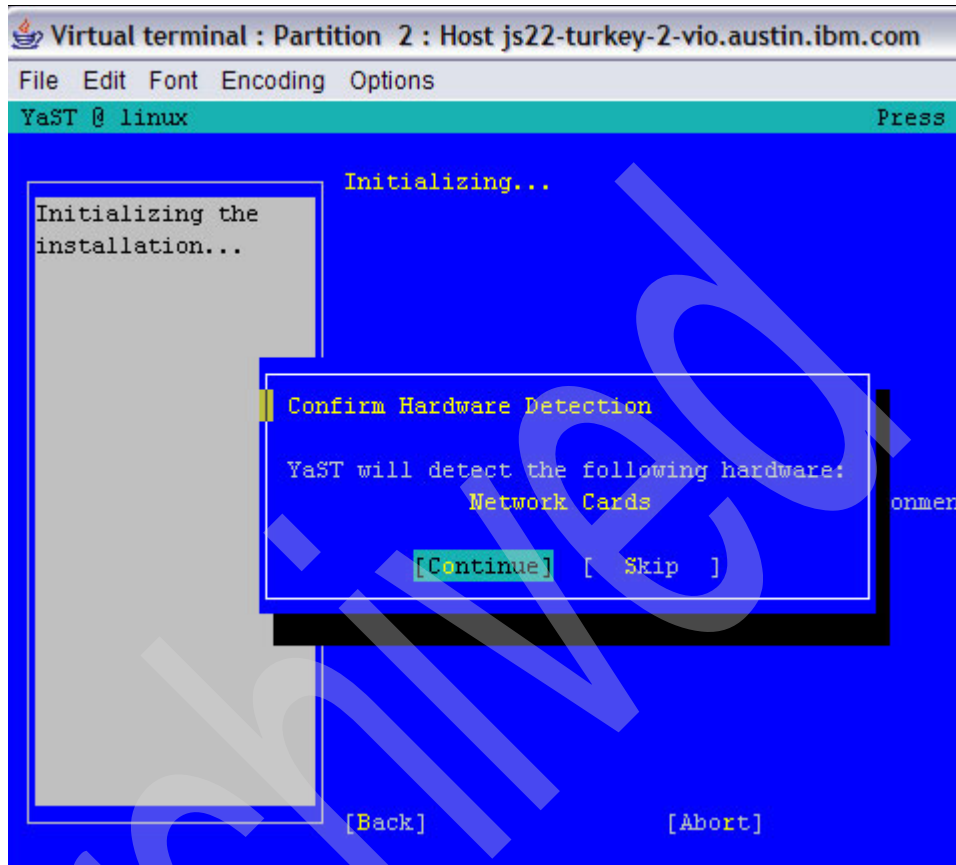 Virtual terminal : Partition 2 : Host js22-turkey-2-vio.austin.ibm.com
File Edit Font Encoding Options
YaST @ linux Press
Initializing...
Initializing the
installation...
Confirm Hardware Detection
YaST will detect the following hardware:
Network Cards
onmen
[Continue] [ Skip ]
[Back] [Abort]
chived